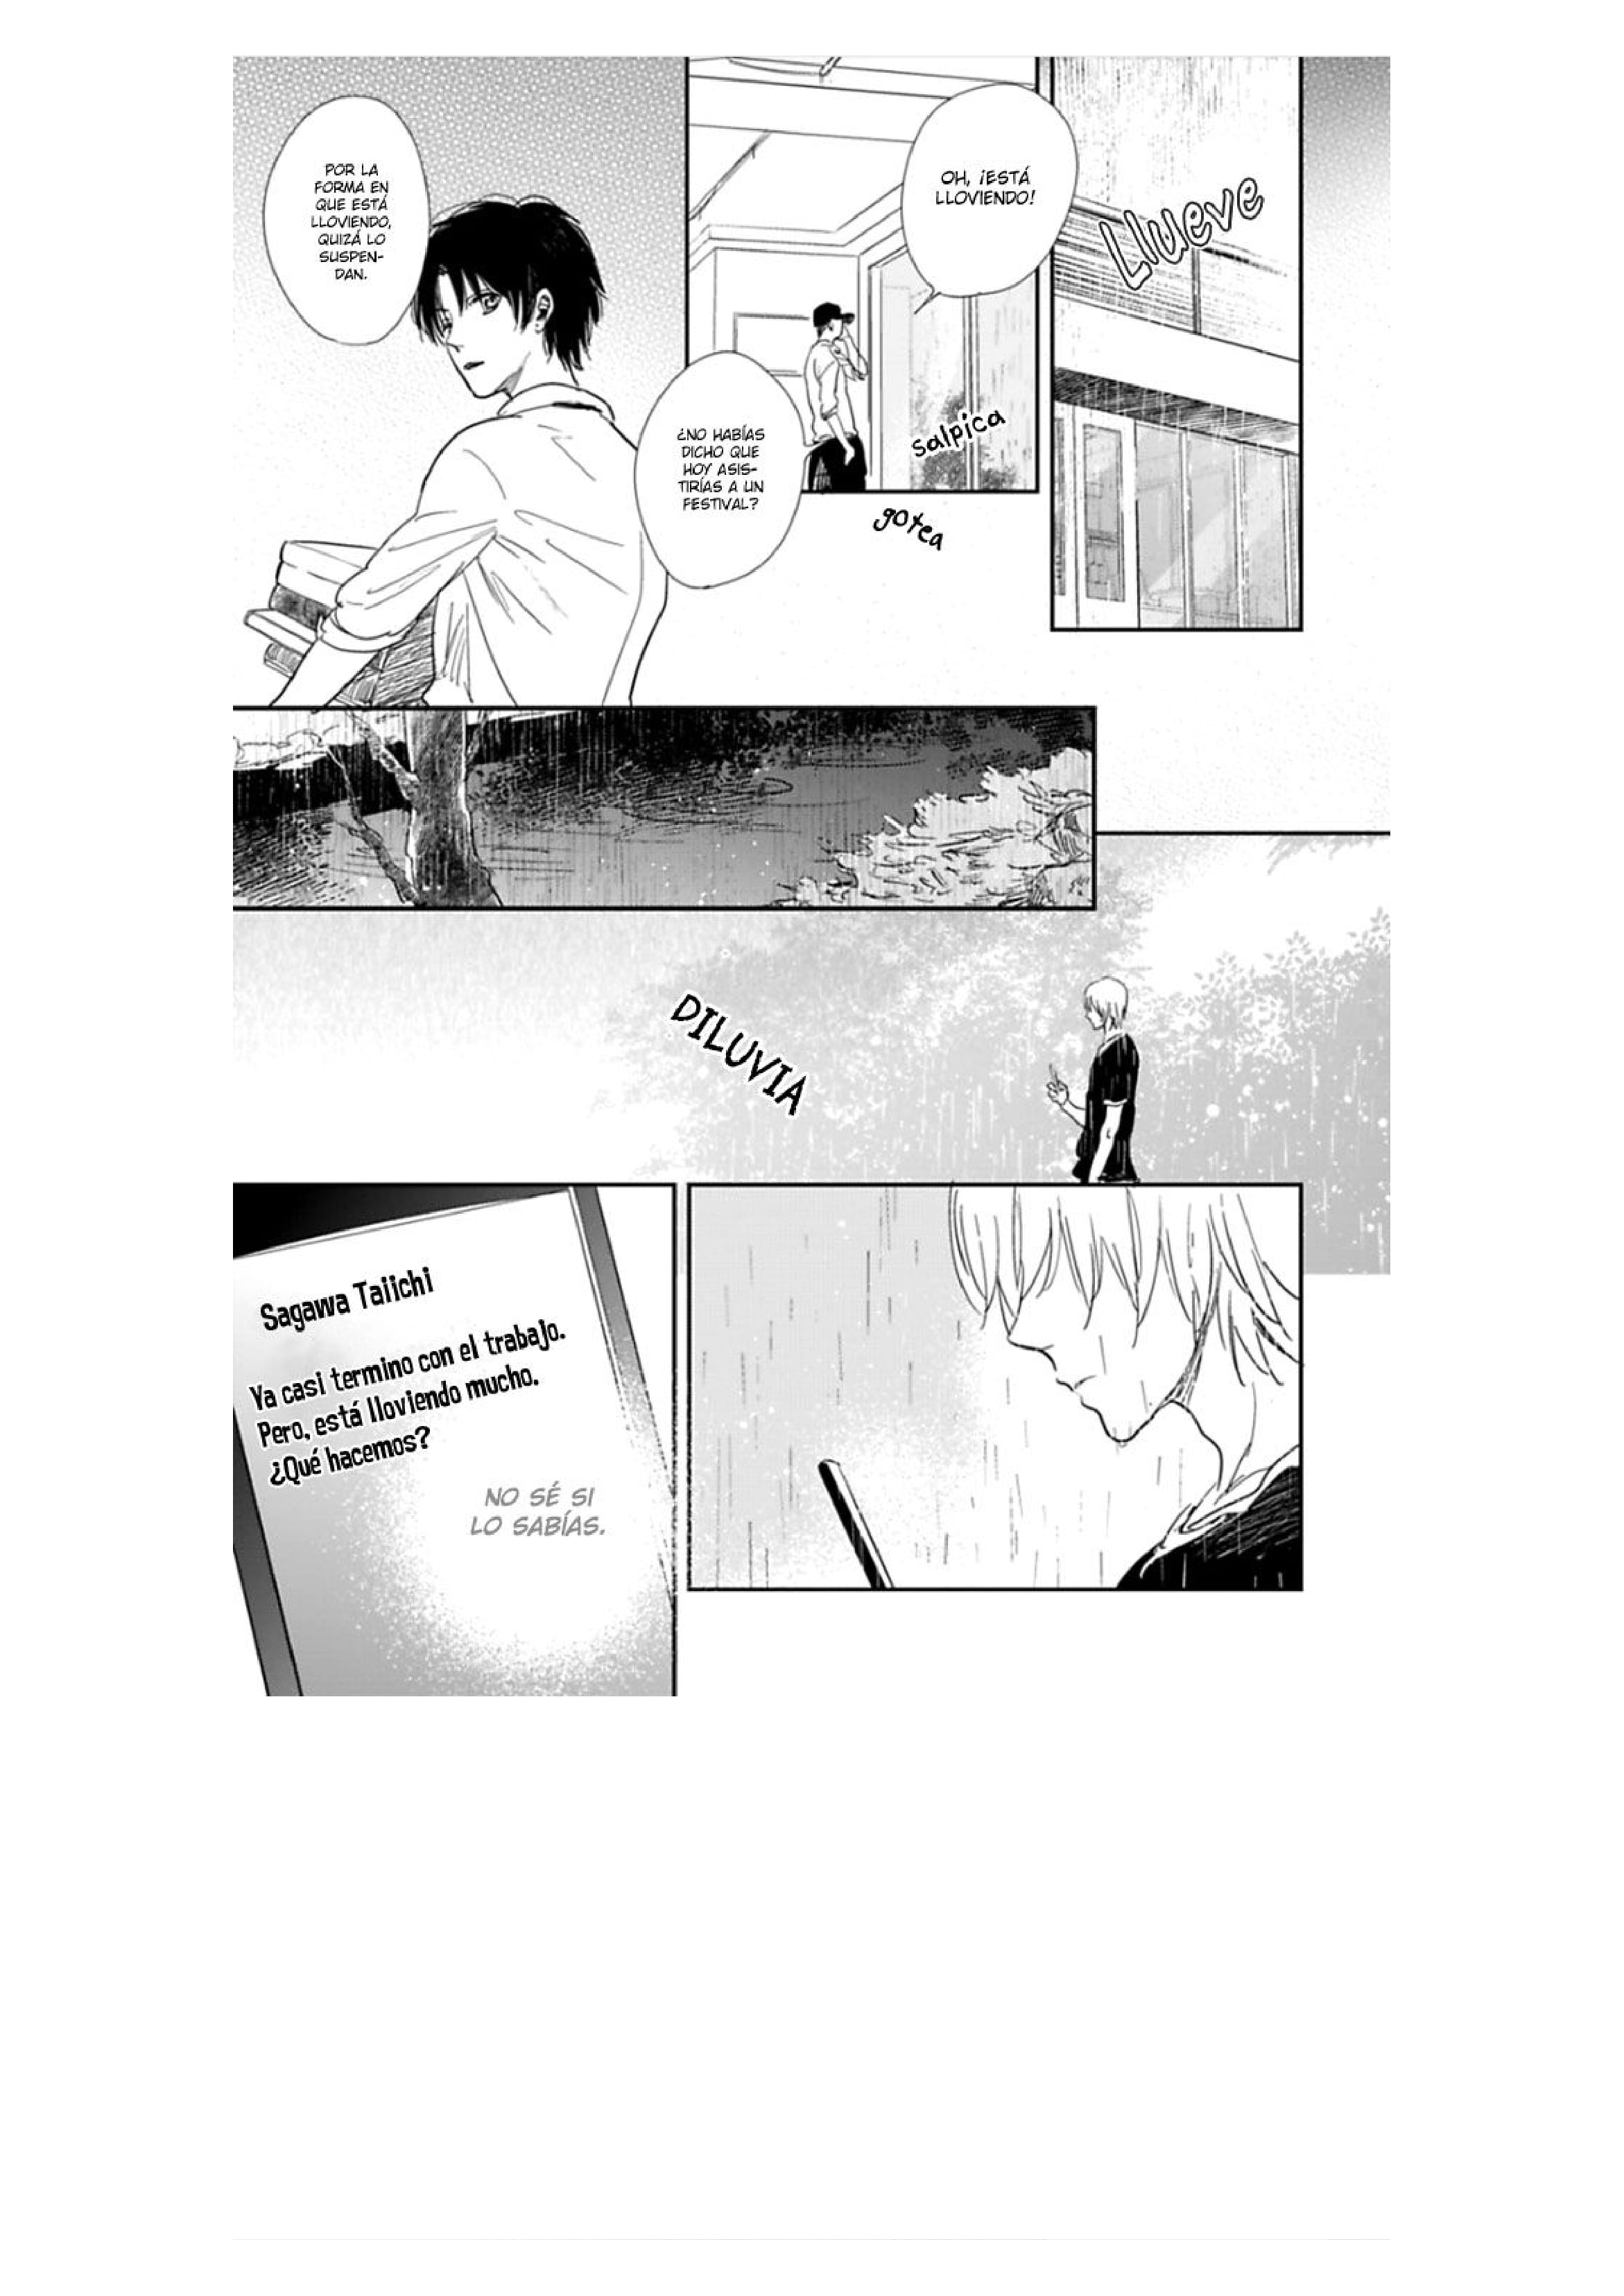 Llueve
OH, ¡ESTÁ
LLOVIENDO!
salpica
gotea
¿NO HABÍAS
DICHO QUE
HOY ASIS-
TIRÍAS A UN
FESTIVAL?
POR LA
FORMA EN
QUE ESTÁ
LLOVIENDO,
QUIZÁ LO
SUSPEN-
DAN.
DILUVIA
Sagawa Taiichi
Ya casi termino con el trabajo.
Pero, está lloviendo mucho.
¿Qué hacemos?
NO SÉ SI
LO SABÍAS.